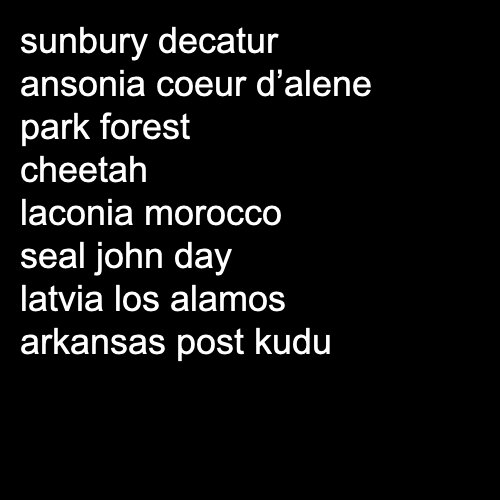 sunbury decatur
ansonia coeur d’alene
park forest
cheetah
laconia morocco
seal john day
latvia los alamos
arkansas post kudu